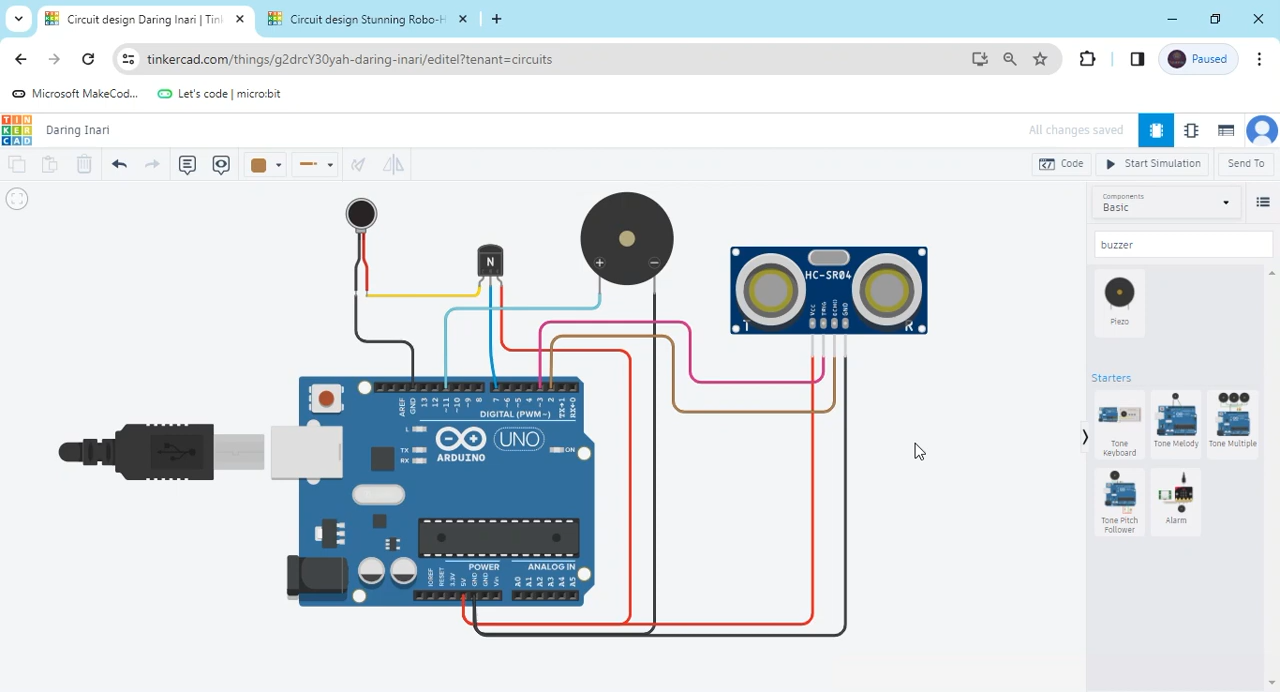 Circuit design Daring Inari | Tin
Circuit design Stunning Robo-H
tinkercad.com/things/g2drcY30yah-daring-inari/editel?tenant=circuits
Paused
Microsoft MakeCod...
Let's code | micro:bit
TIN
KER
CAD
Daring Inari
All changes saved
Code
Start Simulation
Send To
Components
Basic
buzzer
Piezo
Starters
Tone Keyboard
Tone Melody
Tone Multiple
Tone Pitch Follower
Alarm
N
+
−
HC-SR04
VCC
TRIG
ECHO
GND
T
R
AREF
GND
13
12
~11
~10
~9
8
7
~6
~5
4
~3
2
TX→1
RX←0
DIGITAL (PWM~)
L
TX
RX
UNO
ARDUINO
ON
POWER
ANALOG IN
IOREF
RESET
3.3V
5V
GND
GND
Vin
A0
A1
A2
A3
A4
A5